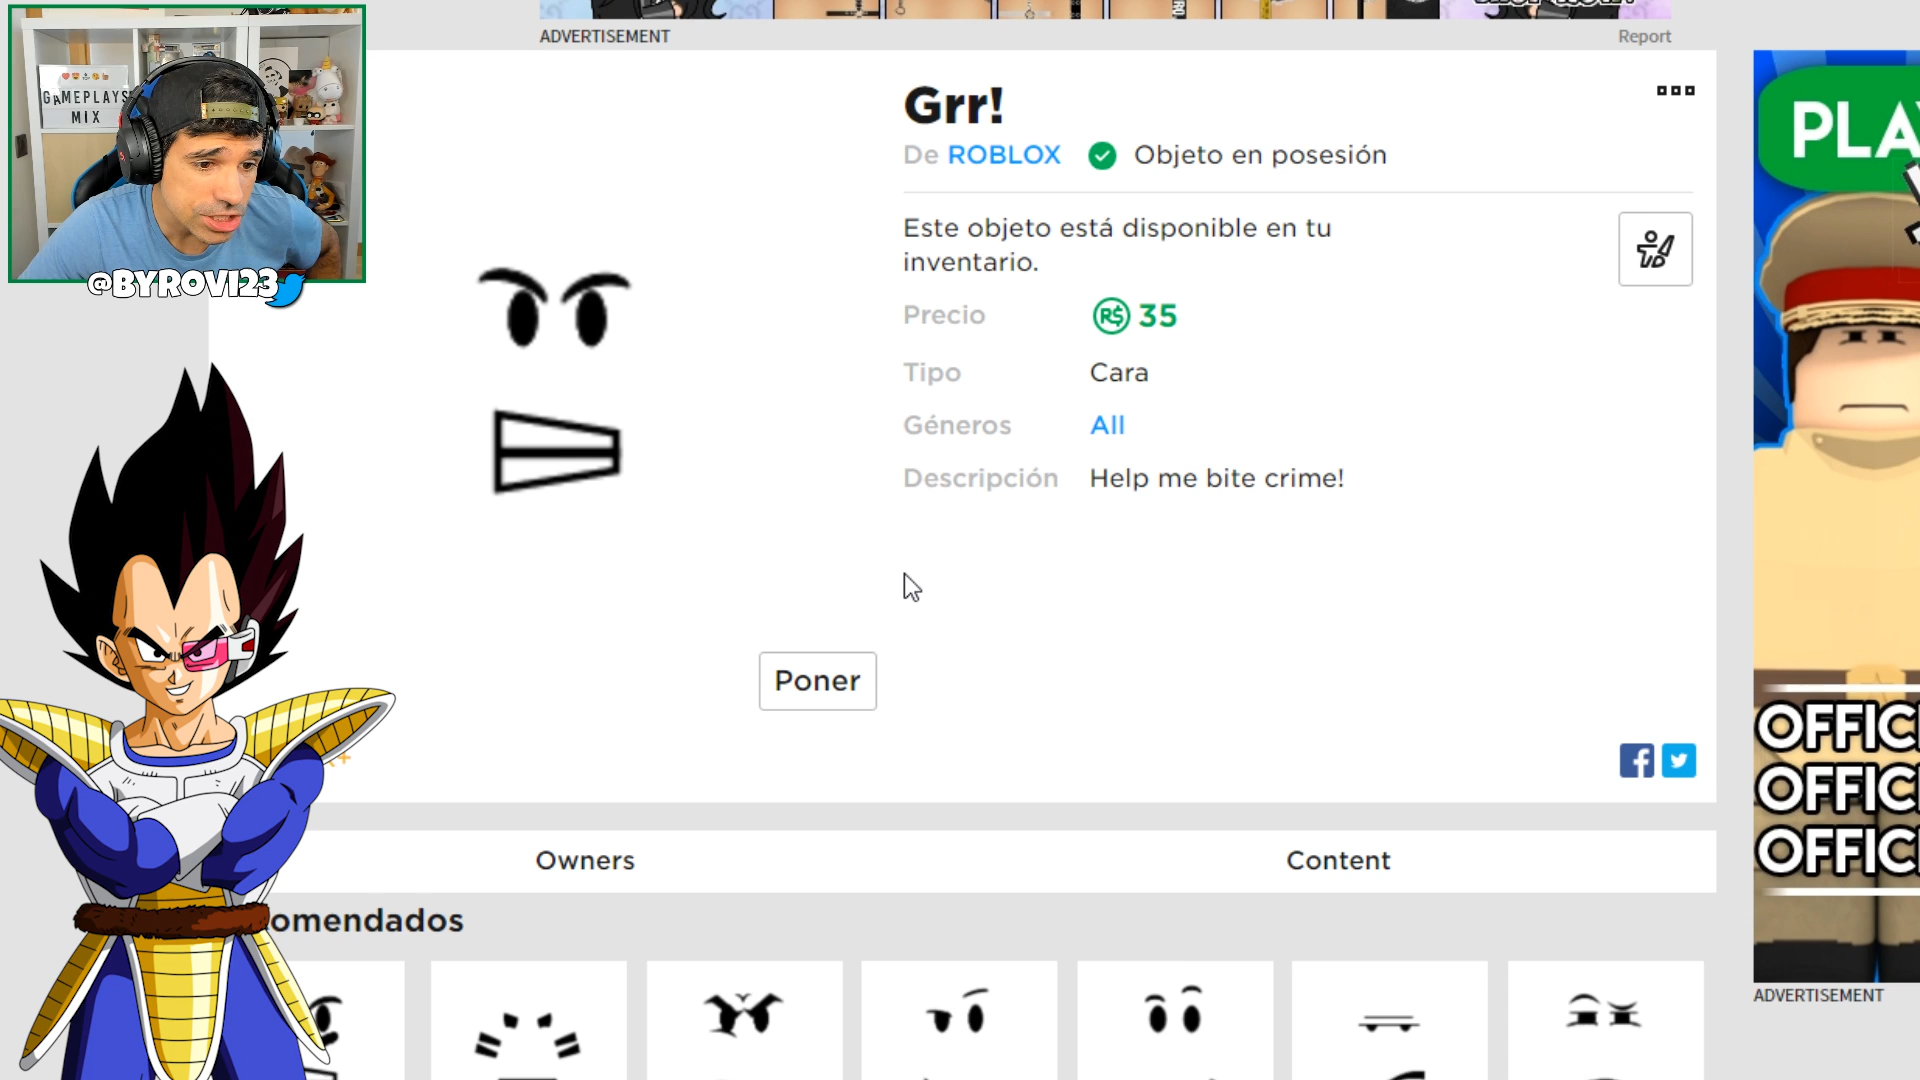 ADVERTISEMENT
Report
GAMEPLAYS
MIX
@BYROVI23
Grr!
De ROBLOX Objeto en posesión
Este objeto está disponible en tu
inventario.
Precio R$ 35
Tipo Cara
Géneros All
Descripción Help me bite crime!
Poner
Owners
Content
omendados
PLA
OFFIC
OFFIC
OFFIC
ADVERTISEMENT